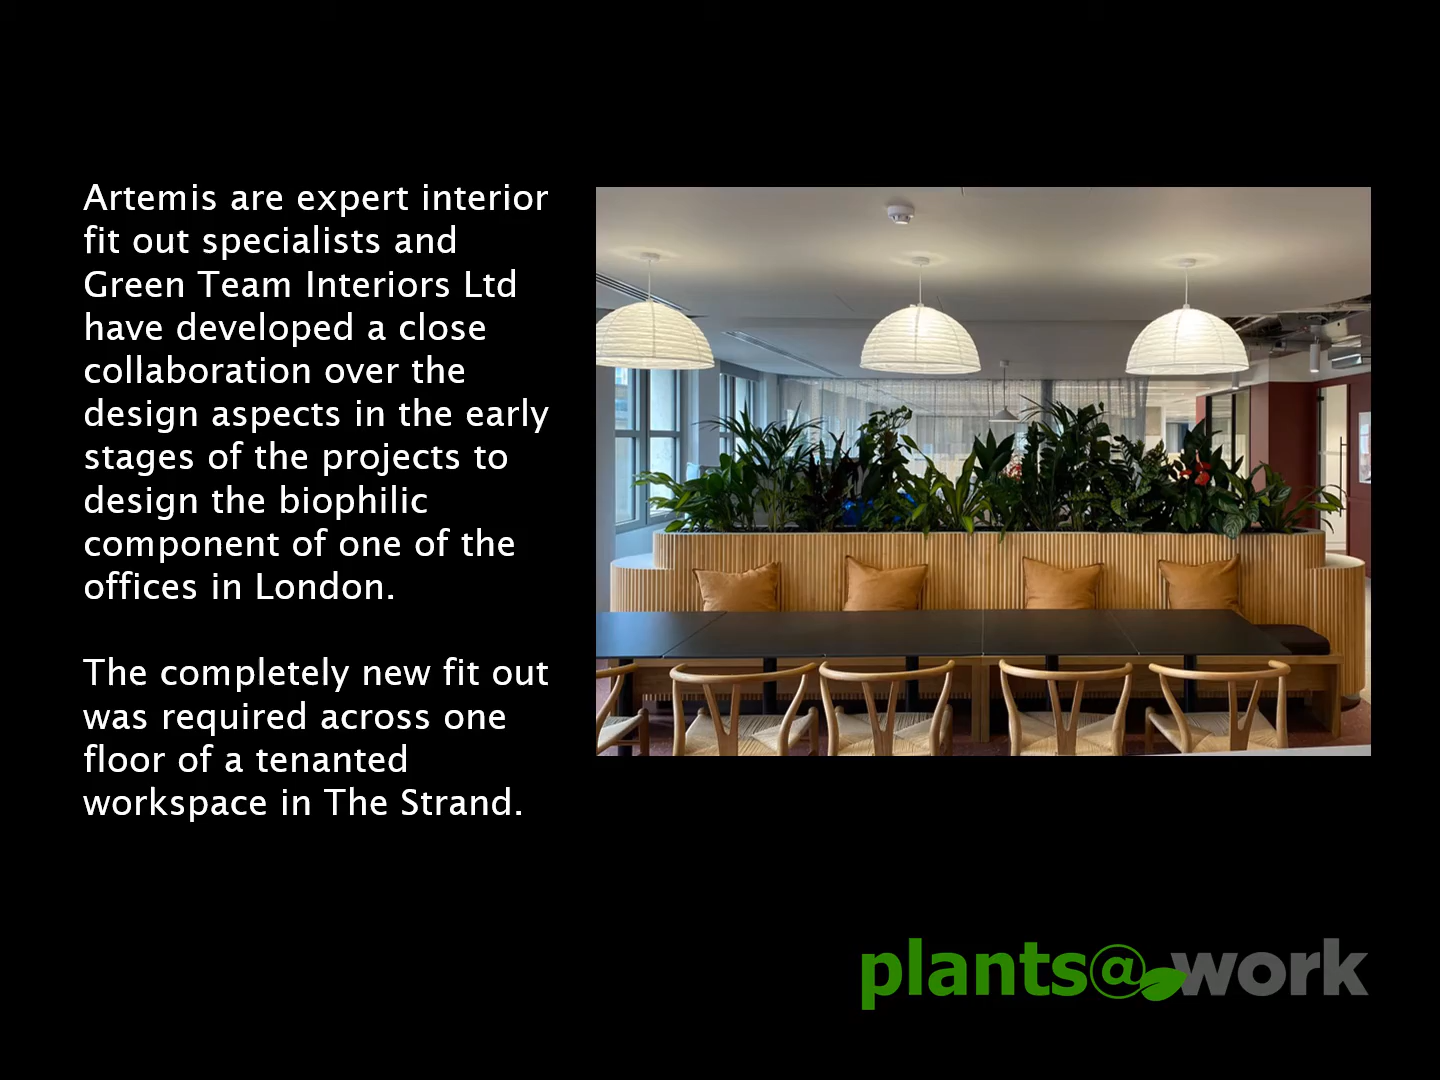 Artemis are expert interior
fit out specialists and
Green Team Interiors Ltd
have developed a close
collaboration over the
design aspects in the early
stages of the projects to
design the biophilic
component of one of the
offices in London.
The completely new fit out
was required across one
floor of a tenanted
workspace in The Strand.
plants@work